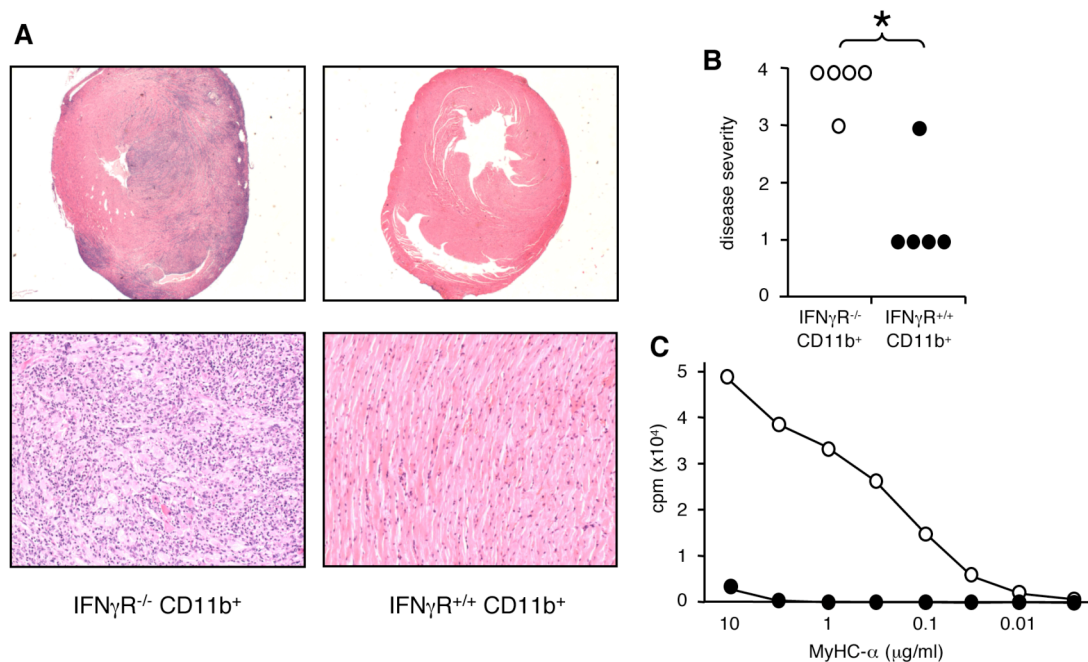 A
IFNγR-/- CD11b+
IFNγR+/+ CD11b+
B
*
disease severity
4
3
2
1
0
IFNγR-/-
CD11b+
IFNγR+/+
CD11b+
C
cpm (x10⁴)
5
4
3
2
1
0
10
1
0.1
0.01
MyHC-α (μg/ml)